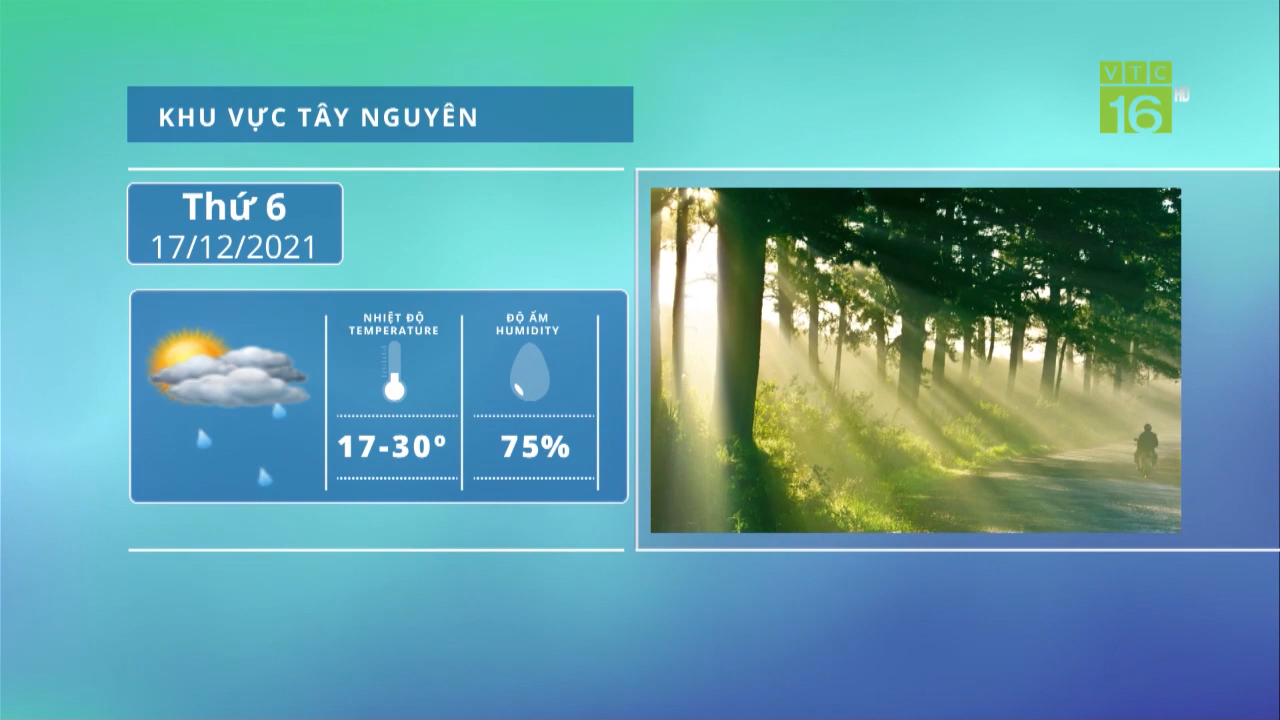 KHU VỰC TÂY NGUYÊN
VTC
16
HD
Thứ 6
17/12/2021
NHIỆT ĐỘ
TEMPERATURE
17-30º
ĐỘ ẨM
HUMIDITY
75%